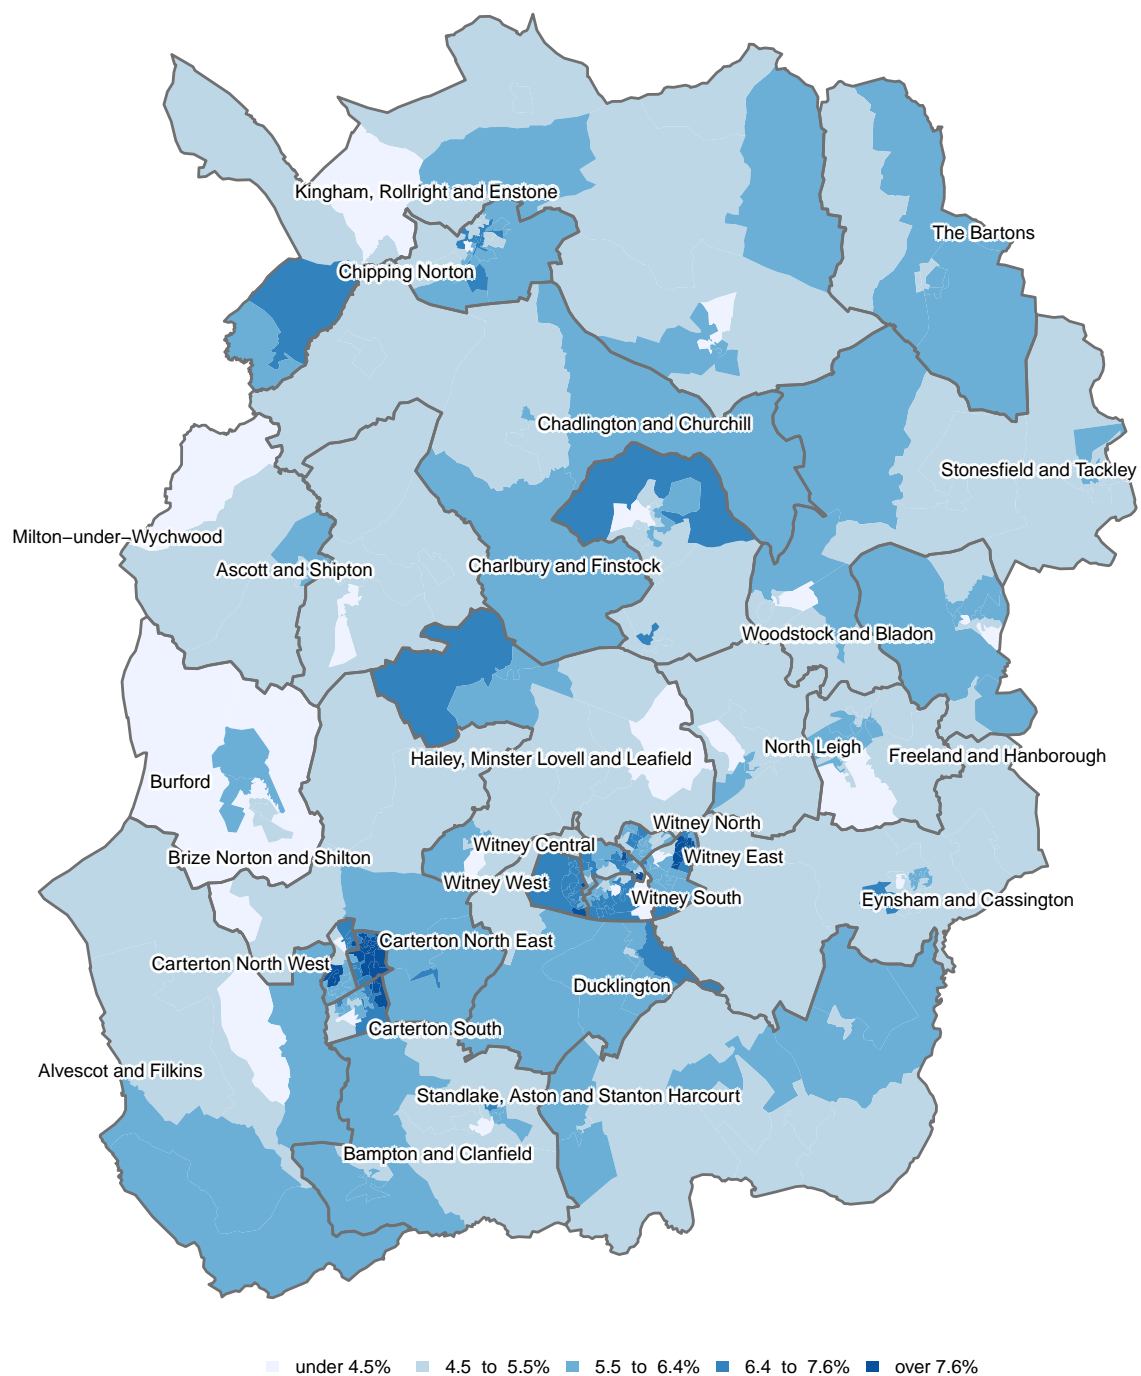 Kingham, Rollright and Enstone
The Bartons
Chipping Norton
Chadlington and Churchill
Stonesfield and Tackley
Milton−under−Wychwood
Ascott and Shipton
Charlbury and Finstock
Woodstock and Bladon
North Leigh
Freeland and Hanborough
Hailey, Minster Lovell and Leafield
Burford
Witney North
Witney Central
Witney East
Brize Norton and Shilton
Witney West
Witney South
Eynsham and Cassington
Carterton North East
Carterton North West
Ducklington
Carterton South
Alvescot and Filkins
Standlake, Aston and Stanton Harcourt
Bampton and Clanfield
under 4.5% 4.5 to 5.5% 5.5 to 6.4% 6.4 to 7.6% over 7.6%